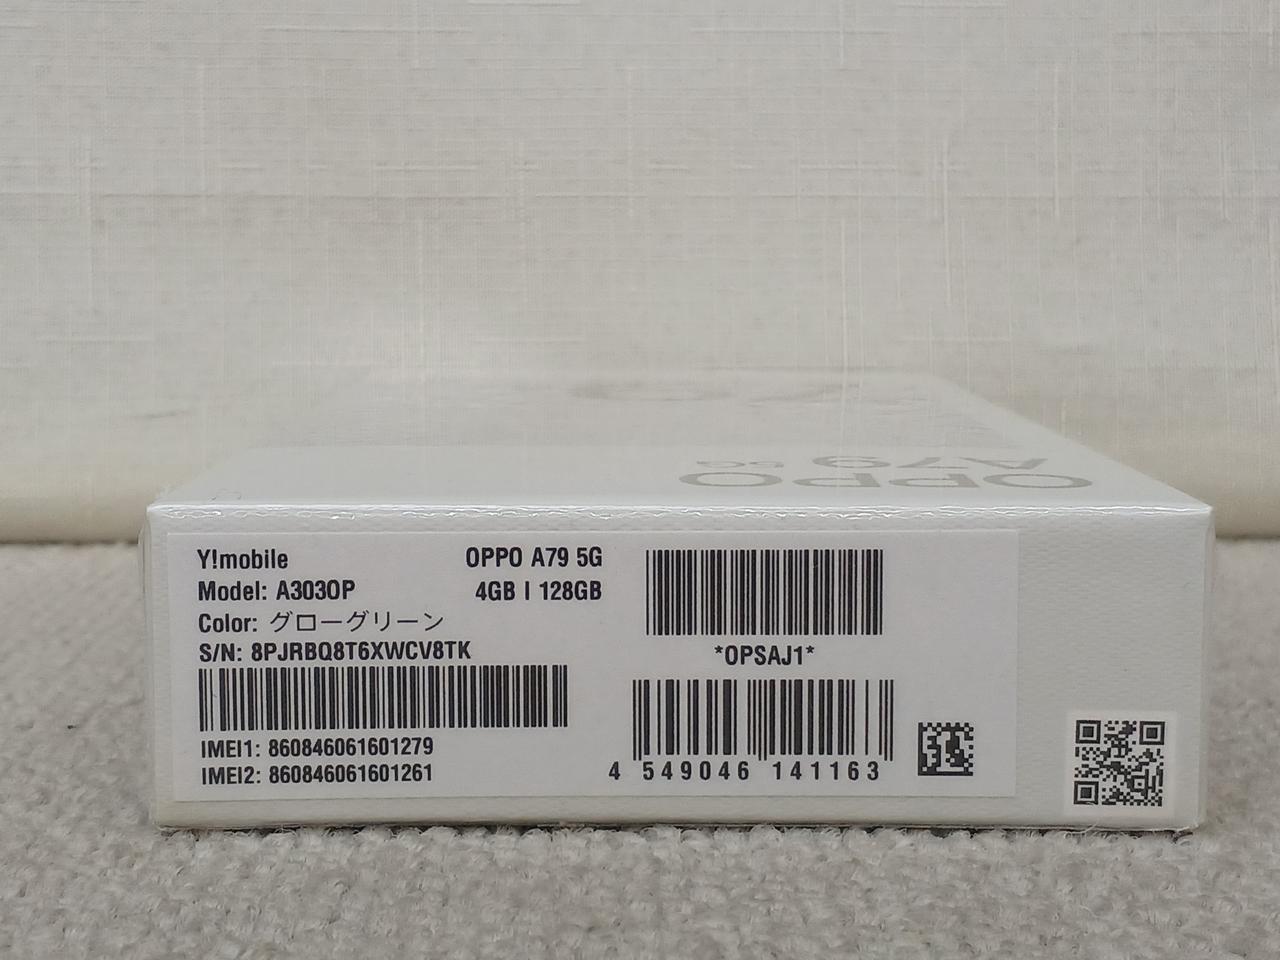 OPPO
A79 5G
Y!mobile
OPPO A79 5G
Model: A303OP
4GB | 128GB
Color: グローグリーン
S/N: 8PJRBQ8T6XWCV8TK
IMEI1: 860846061601279
IMEI2: 860846061601261
*OPSAJ1*
4 549046 141163